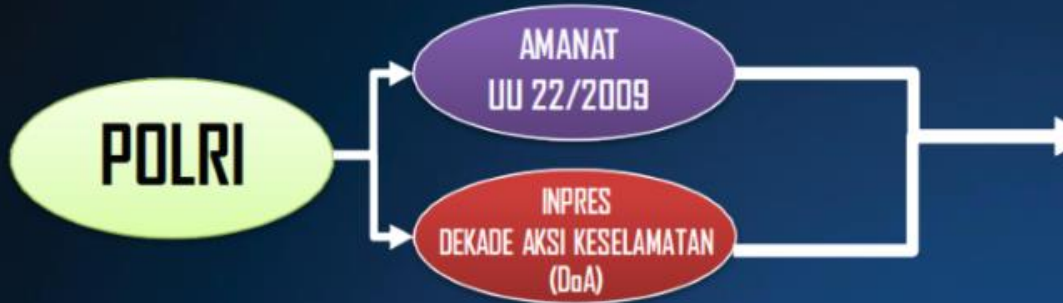 POLRI
AMANAT
UU 22/2009
INPRES
DEKADE AKSI KESELAMATAN
(DoA)